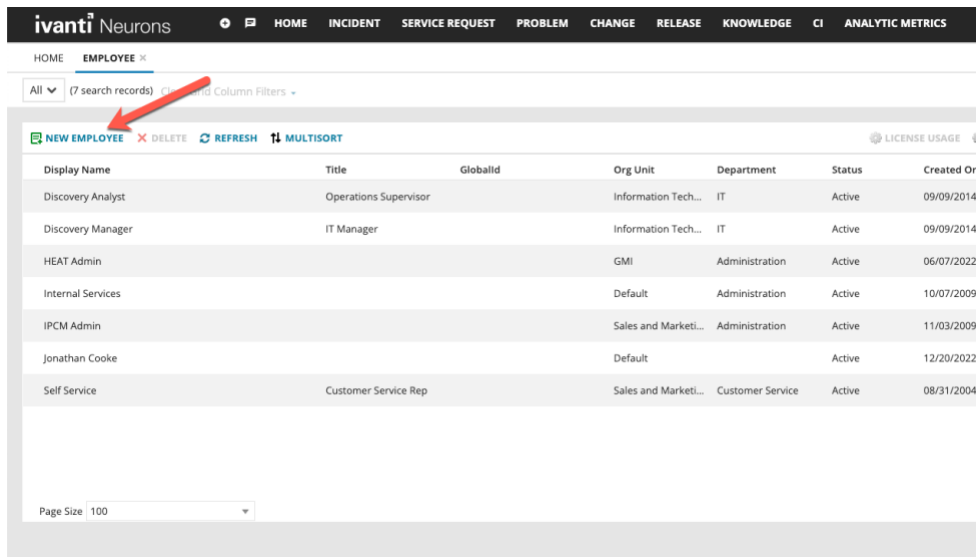 ivanti Neurons HOME INCIDENT SERVICE REQUEST PROBLEM CHANGE RELEASE KNOWLEDGE CI ANALYTIC METRICS
HOME EMPLOYEE ×
All (7 search records) and Column Filters
NEW EMPLOYEE DELETE REFRESH MULTISORT LICENSE USAGE
Display Name Title GlobalId Org Unit Department Status Created On
Discovery Analyst Operations Supervisor Information Tech... IT Active 09/09/2014
Discovery Manager IT Manager Information Tech... IT Active 09/09/2014
HEAT Admin GMI Administration Active 06/07/2022
Internal Services Default Administration Active 10/07/2009
IPCM Admin Sales and Marketi... Administration Active 11/03/2009
Jonathan Cooke Default Active 12/20/2022
Self Service Customer Service Rep Sales and Marketi... Customer Service Active 08/31/2004
Page Size 100